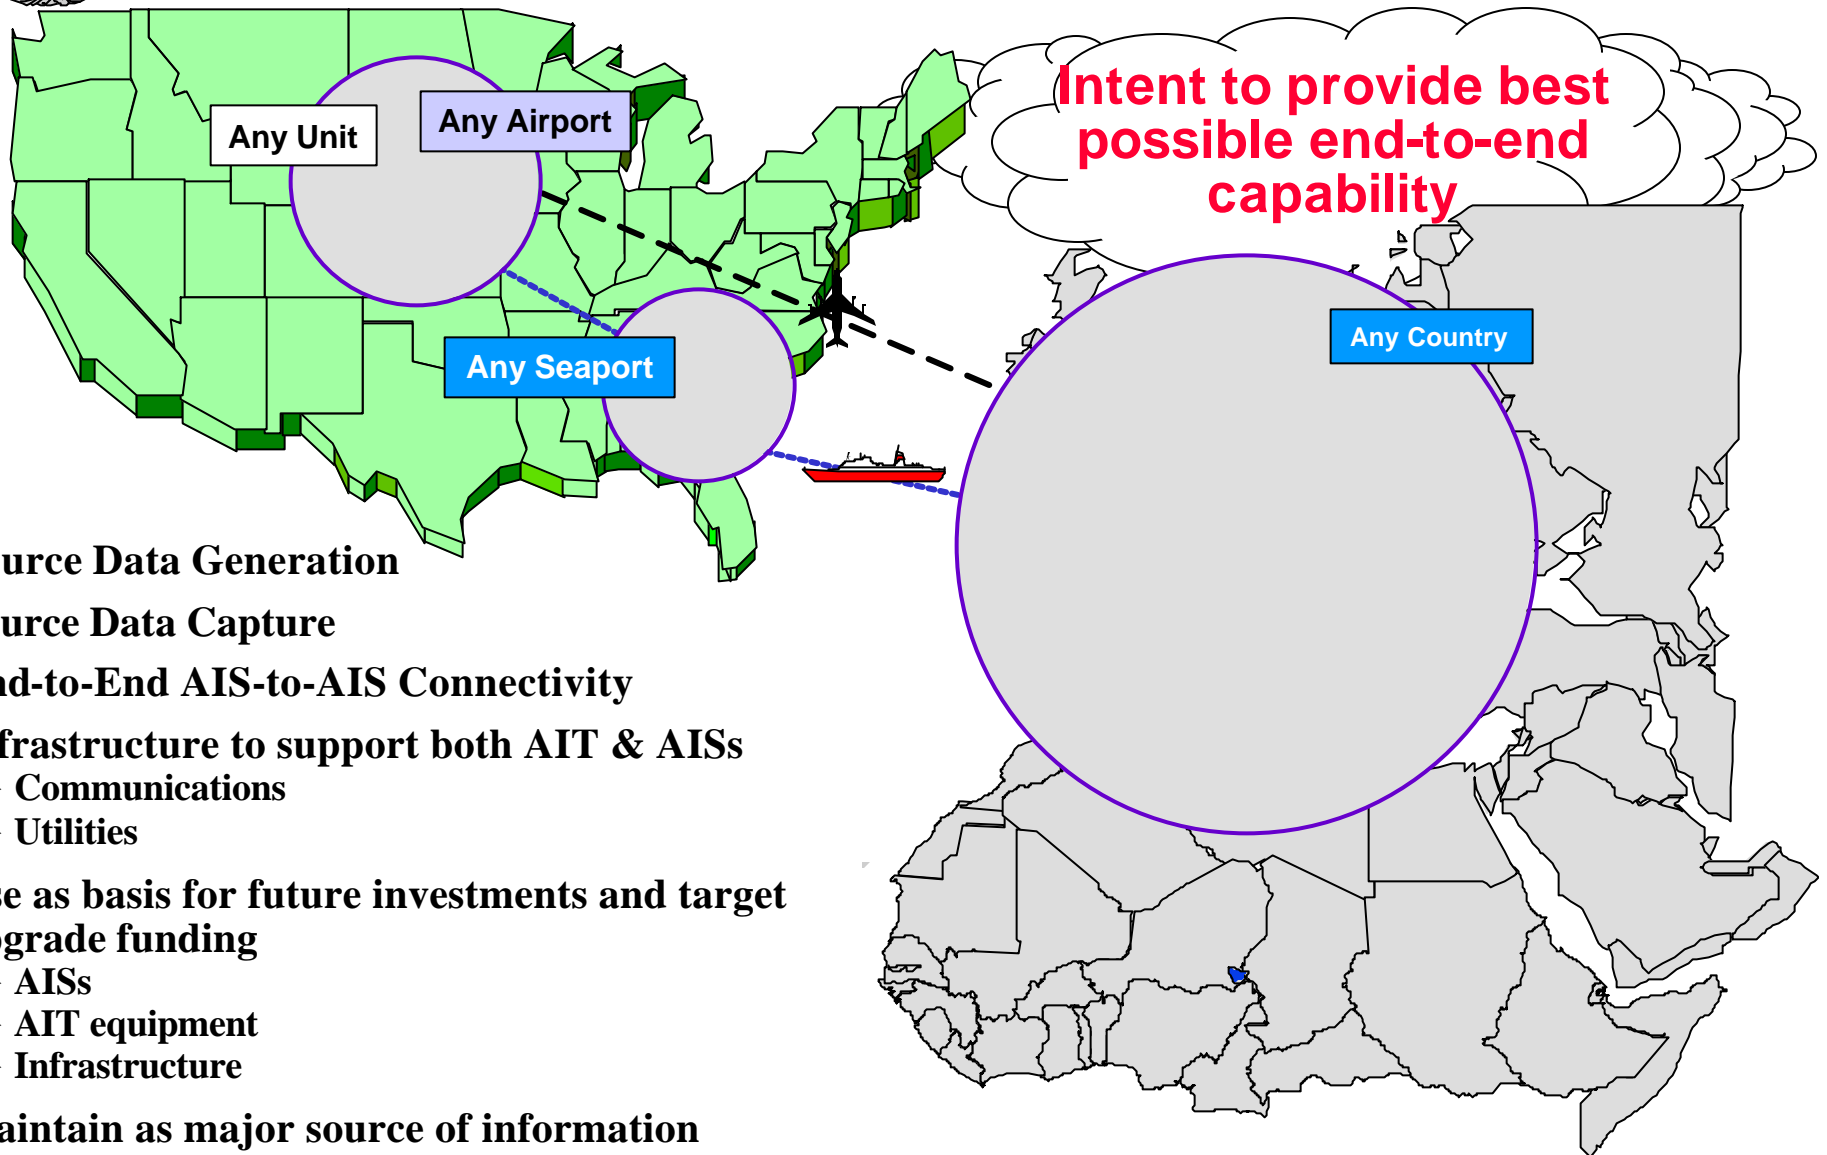 Intent to provide best
possible end-to-end
capability
Any Unit
Any Airport
Any Seaport
Any Country
urce Data Generation
urce Data Capture
nd-to-End AIS-to-AIS Connectivity
frastructure to support both AIT & AISs
Communications
Utilities
se as basis for future investments and target
grade funding
AISs
AIT equipment
Infrastructure
aintain as major source of information